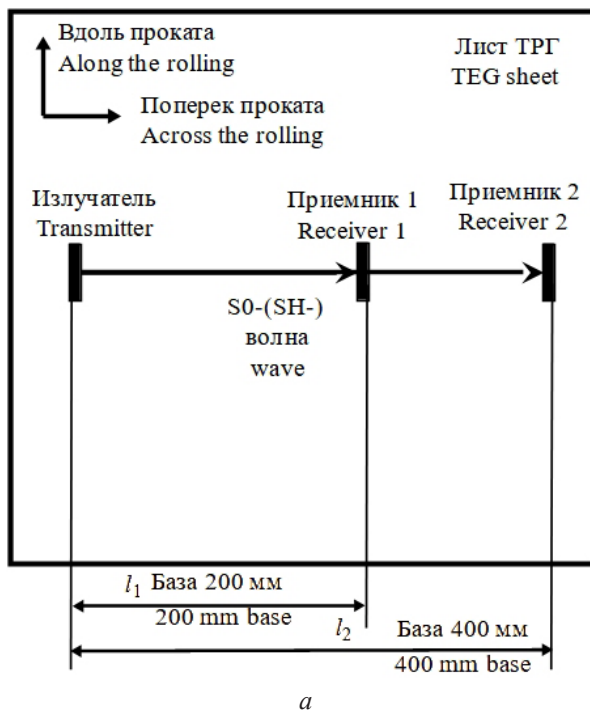 Вдоль проката
Along the rolling
Лист ТРГ
TEG sheet
Поперек проката
Across the rolling
Излучатель
Transmitter
Приемник 1
Receiver 1
Приемник 2
Receiver 2
S0-(SH-)
волна
wave
l₁ База 200 мм
200 mm base
l₂ База 400 мм
400 mm base
а